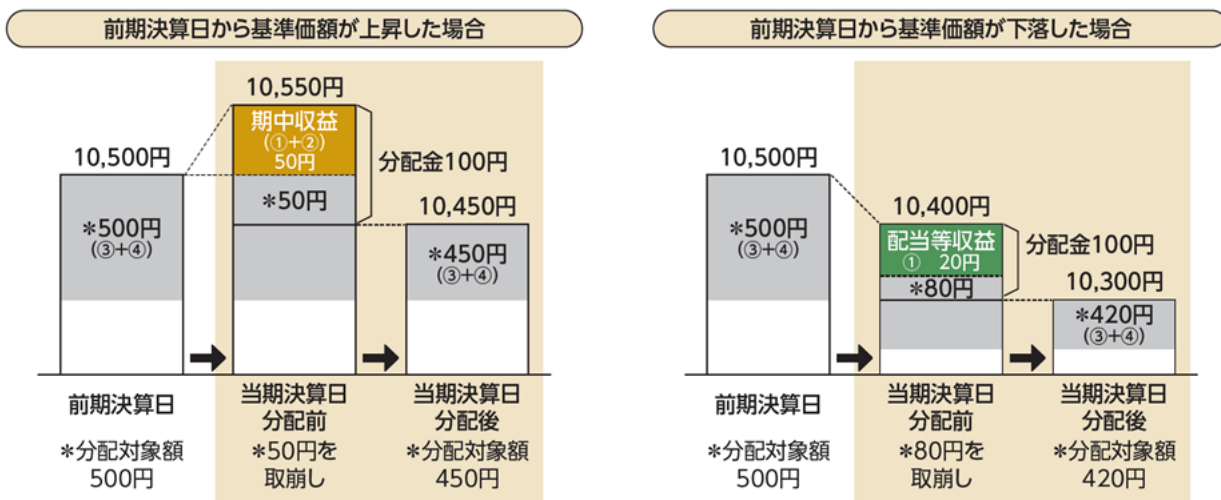 前期決算日から基準価額が上昇した場合
10,500円
*500円
(③+④)
10,550円
期中収益
(①+②)
50円
*50円
分配金100円
10,450円
*450円
(③+④)
前期決算日
*分配対象額
500円
当期決算日
分配前
*50円を
取崩し
当期決算日
分配後
*分配対象額
450円
前期決算日から基準価額が下落した場合
10,500円
*500円
(③+④)
10,400円
配当等収益
① 20円
*80円
分配金100円
10,300円
*420円
(③+④)
前期決算日
*分配対象額
500円
当期決算日
分配前
*80円を
取崩し
当期決算日
分配後
*分配対象額
420円